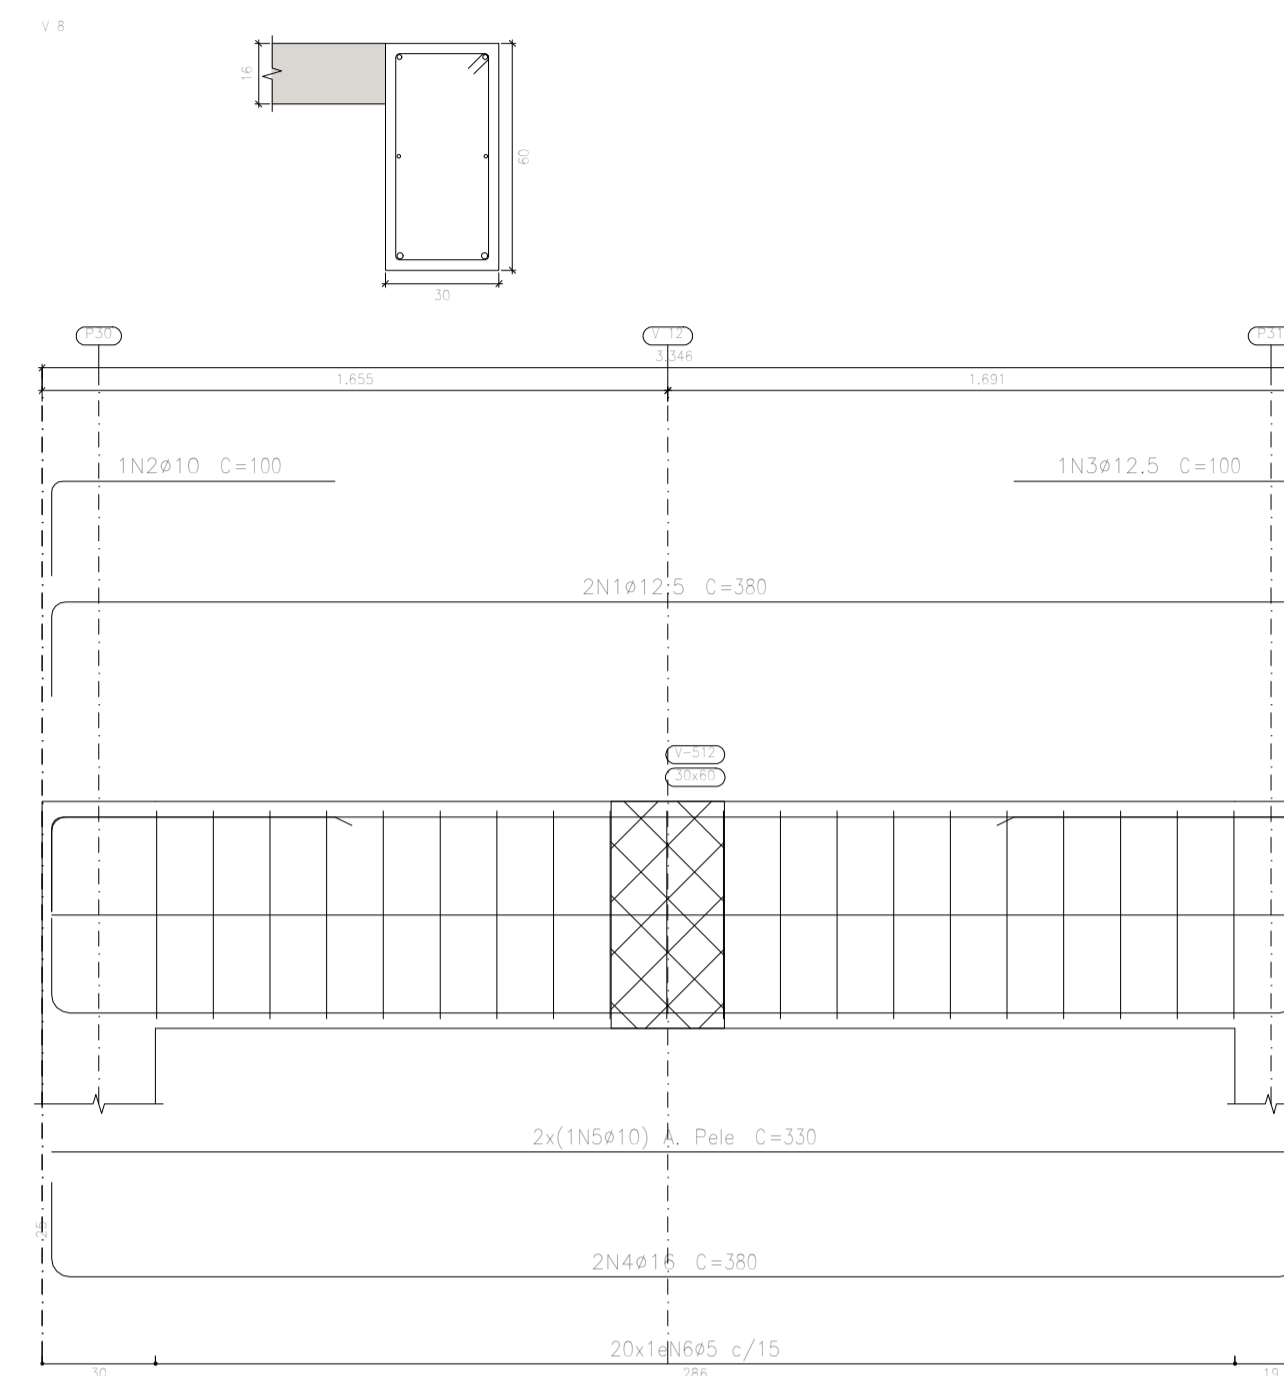 V 8
16
60
30
P30
V 12
P31
3.346
1.655
1.691
1N2ø10 C=100
1N3ø12.5 C=100
2N1ø12.5 C=380
V-512
30x60
2x(1N5ø10) A. Pele C=330
25
2N4ø16 C=380
20x1eN6ø5 c/15
30
286
19